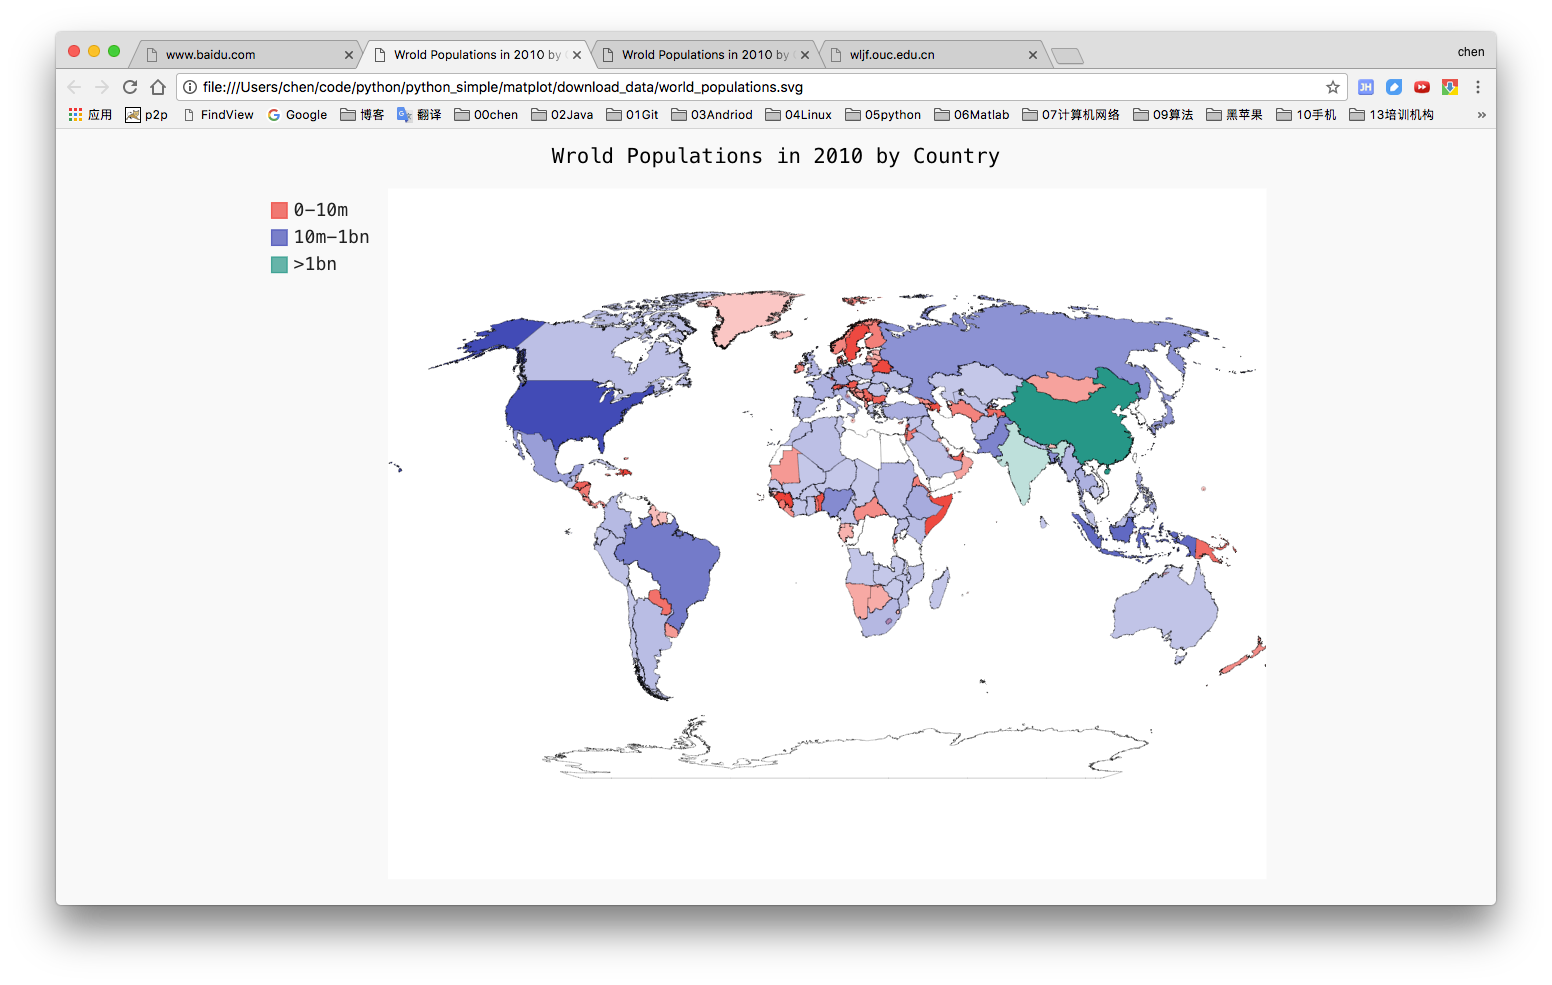 www.baidu.com
Wrold Populations in 2010 by
Wrold Populations in 2010 by
wljf.ouc.edu.cn
chen
file:///Users/chen/code/python/python_simple/matplot/download_data/world_populations.svg
JH
应用 p2p FindView Google 博客 翻译 00chen 02Java 01Git 03Andriod 04Linux 05python 06Matlab 07计算机网络 09算法 黑苹果 10手机 13培训机构 »
Wrold Populations in 2010 by Country
0-10m
10m-1bn
>1bn